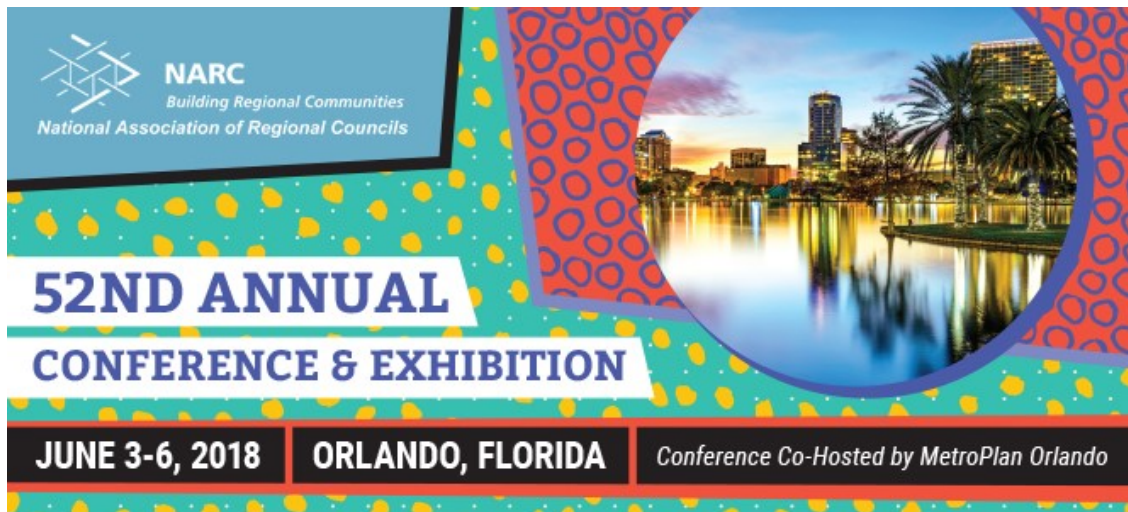 NARC
Building Regional Communities
National Association of Regional Councils
52ND ANNUAL
CONFERENCE & EXHIBITION
JUNE 3-6, 2018
ORLANDO, FLORIDA
Conference Co-Hosted by MetroPlan Orlando